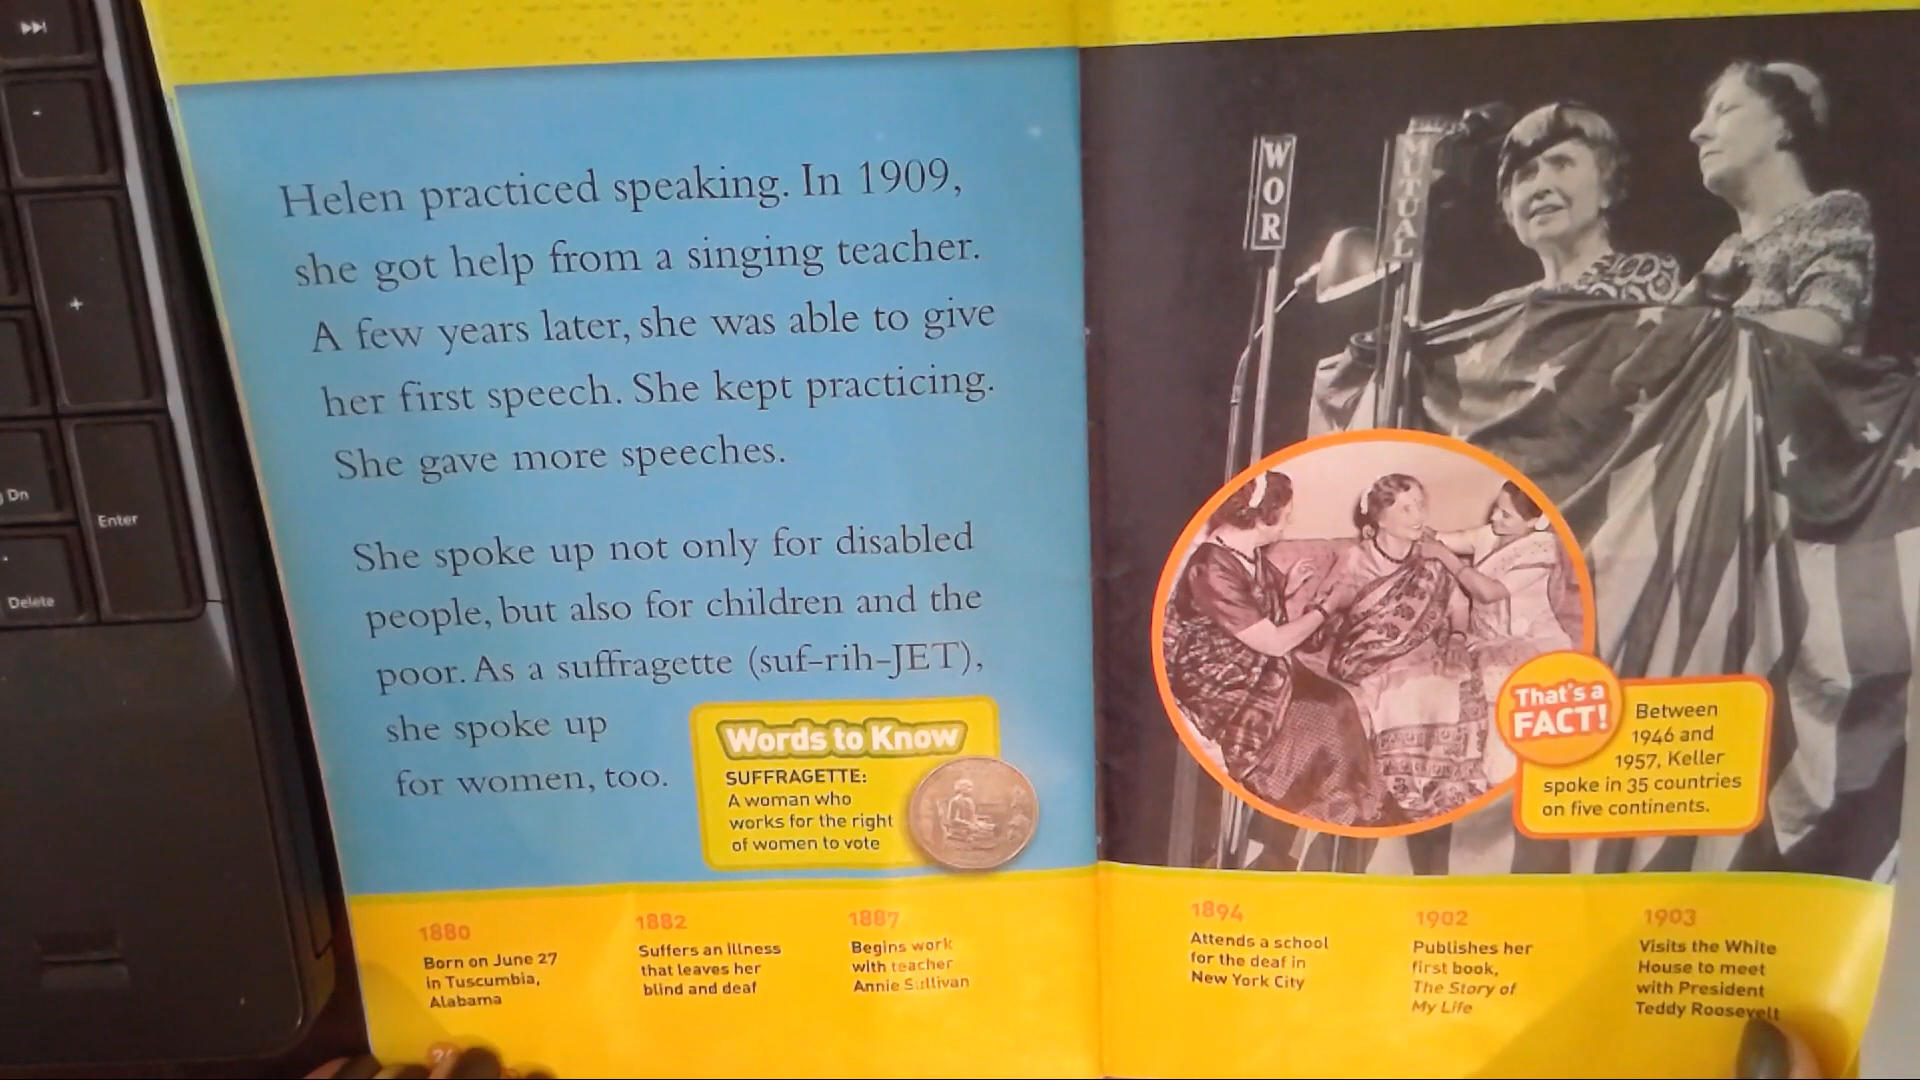 Helen practiced speaking. In 1909,
she got help from a singing teacher.
A few years later, she was able to give
her first speech. She kept practicing.
She gave more speeches.
She spoke up not only for disabled
people, but also for children and the
poor. As a suffragette (suf-rih-JET),
she spoke up
for women, too.
Words to Know
SUFFRAGETTE:
A woman who
works for the right
of women to vote
1880
Born on June 27
in Tuscumbia,
Alabama
1882
Suffers an illness
that leaves her
blind and deaf
1887
Begins work
with teacher
Annie Sullivan
WOR
MUTUAL
That's a
FACT!
Between
1946 and
1957, Keller
spoke in 35 countries
on five continents.
1894
Attends a school
for the deaf in
New York City
1902
Publishes her
first book,
The Story of
My Life
1903
Visits the White
House to meet
with President
Teddy Roosevelt
-
+
Dn
Enter
Delete